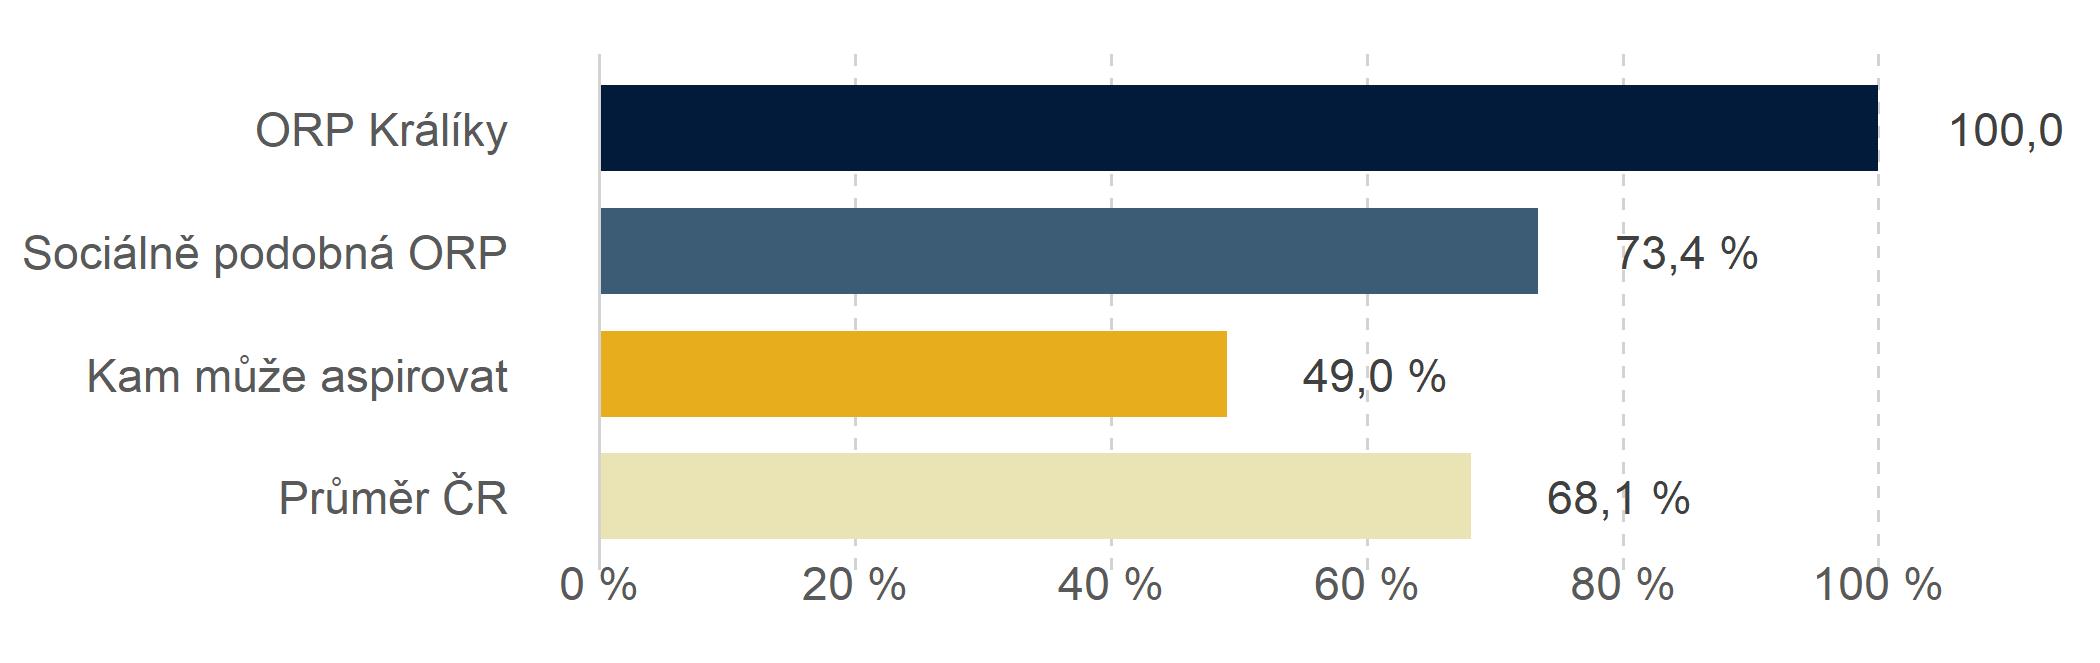 ORP Králíky 100,0
Sociálně podobná ORP 73,4 %
Kam může aspirovat 49,0 %
Průměr ČR 68,1 %
0 % 20 % 40 % 60 % 80 % 100 %